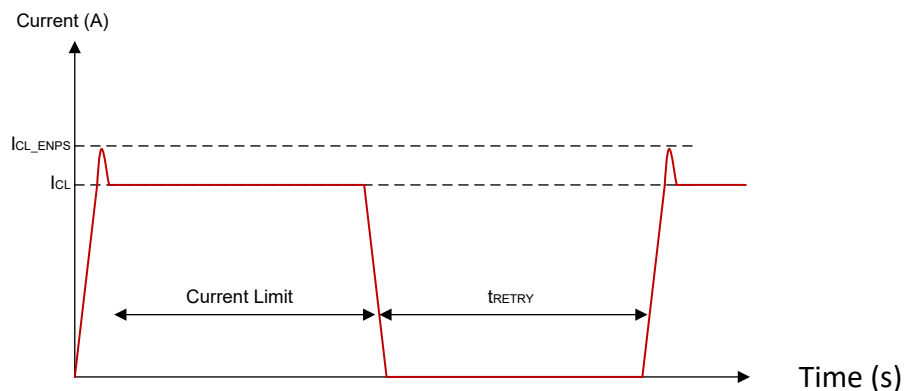 Current (A)
ICL_ENPS
ICL
Current Limit
tRETRY
Time (s)